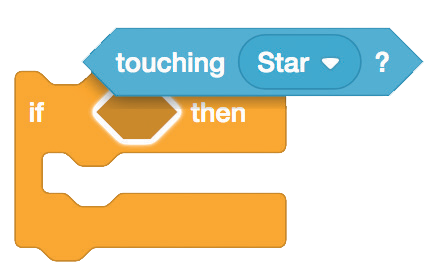 touching Star ?
if then